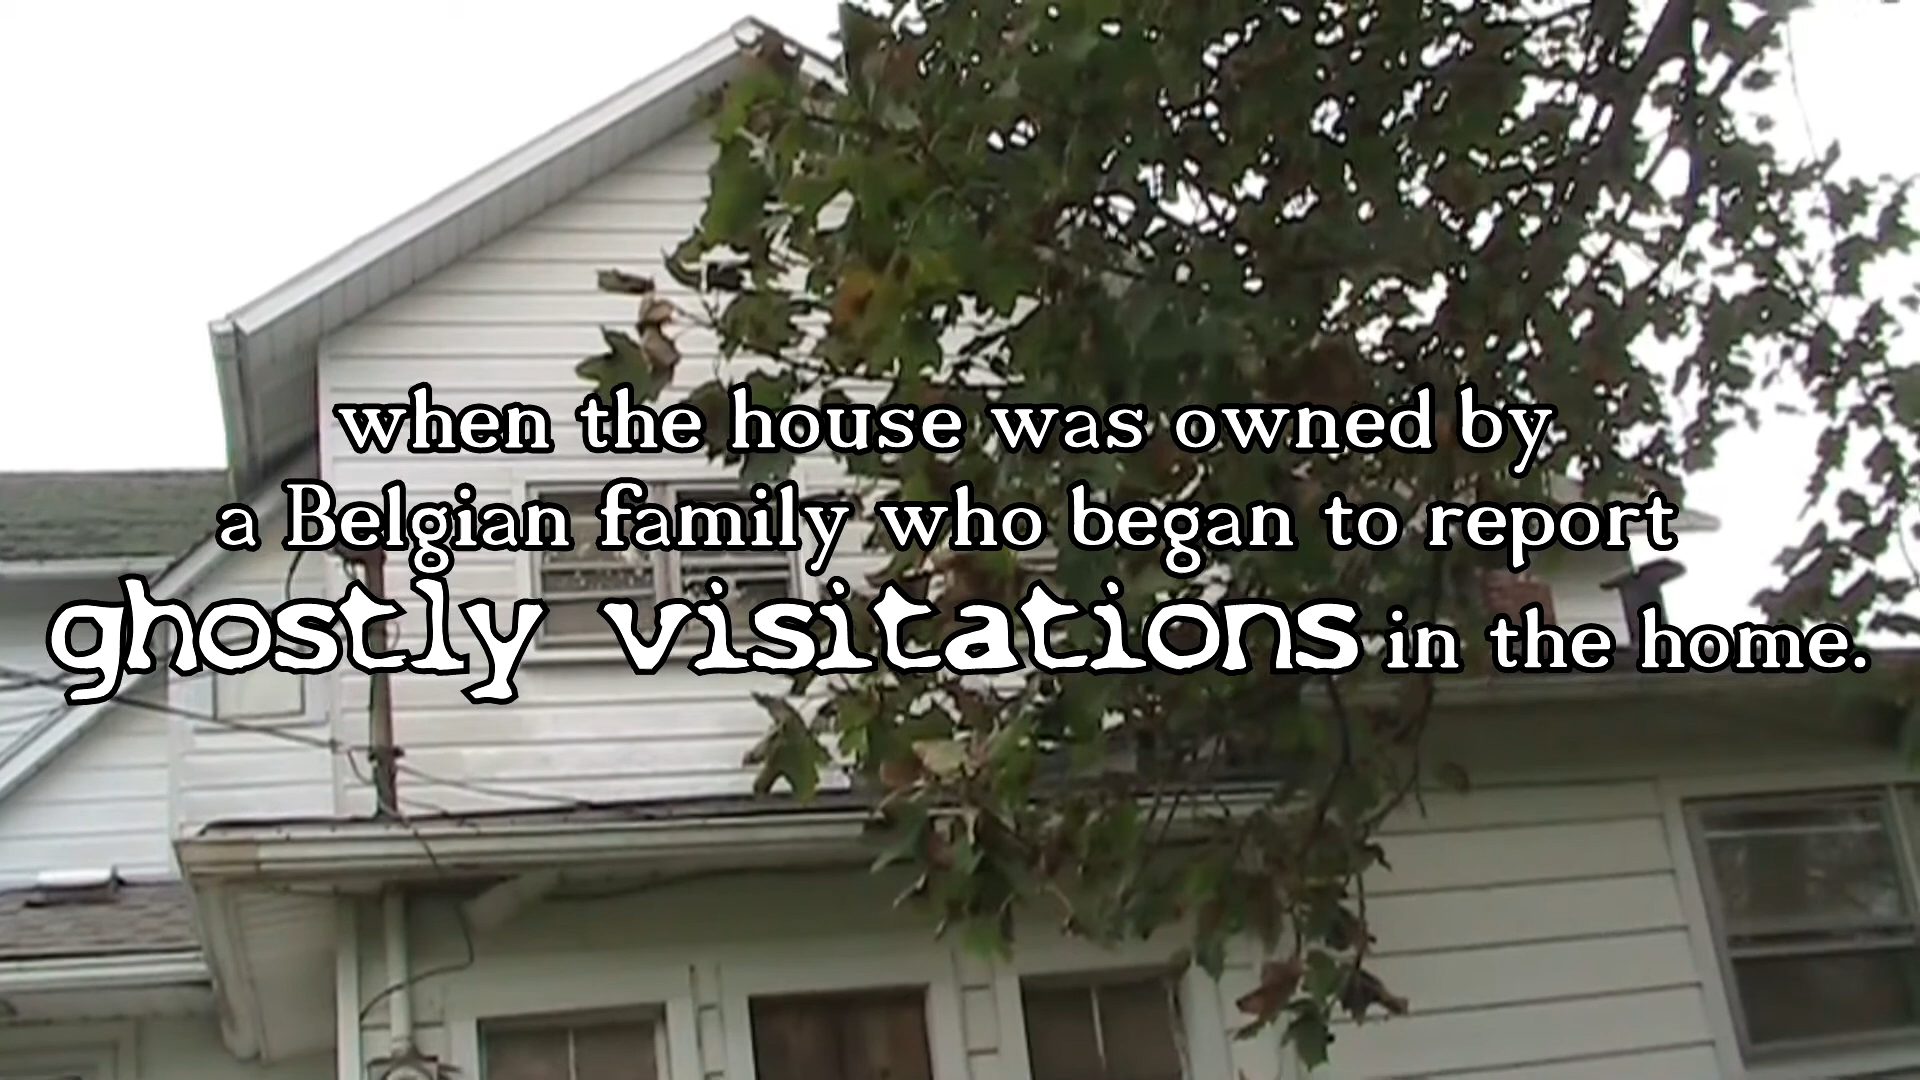 when the house was owned by
a Belgian family who began to report
ghostly visitations in the home.